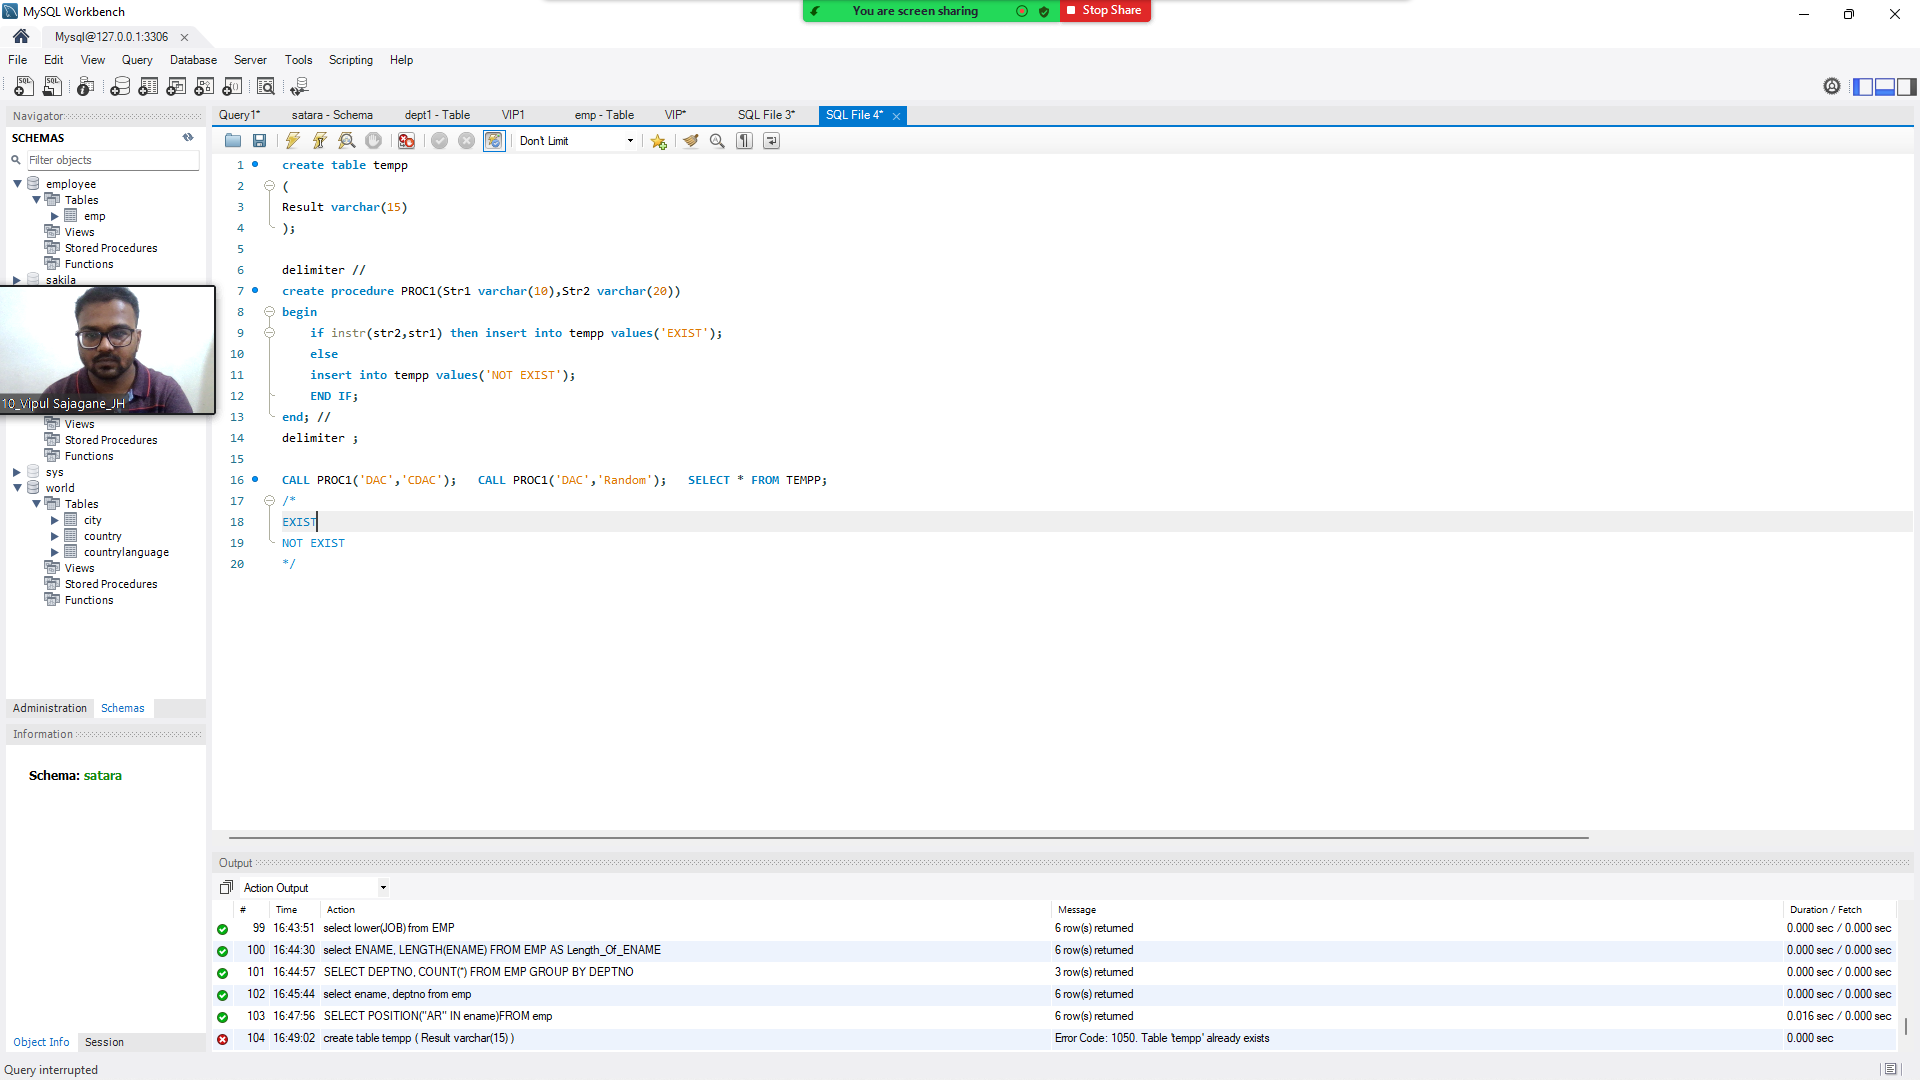 MySQL Workbench
You are screen sharing
Stop Share
Mysql@127.0.0.1:3306
File Edit View Query Database Server Tools Scripting Help
Navigator
SCHEMAS
Filter objects
employee
Tables
emp
Views
Stored Procedures
Functions
sakila
10_Vipul Sajagane_JH
Views
Stored Procedures
Functions
sys
world
Tables
city
country
countrylanguage
Views
Stored Procedures
Functions
Administration Schemas
Information
Schema: satara
Object Info Session
Query interrupted
Query1* satara - Schema dept1 - Table VIP1 emp - Table VIP* SQL File 3* SQL File 4*
Don't Limit
1 create table tempp
2 (
3 Result varchar(15)
4 );
5
6 delimiter //
7 create procedure PROC1(Str1 varchar(10),Str2 varchar(20))
8 begin
9 if instr(str2,str1) then insert into tempp values('EXIST');
10 else
11 insert into tempp values('NOT EXIST');
12 END IF;
13 end; //
14 delimiter ;
15
16 CALL PROC1('DAC','CDAC'); CALL PROC1('DAC','Random'); SELECT * FROM TEMPP;
17 /*
18 EXIST
19 NOT EXIST
20 */
Output
Action Output
# Time Action Message Duration / Fetch
99 16:43:51 select lower(JOB) from EMP 6 row(s) returned 0.000 sec / 0.000 sec
100 16:44:30 select ENAME, LENGTH(ENAME) FROM EMP AS Length_Of_ENAME 6 row(s) returned 0.000 sec / 0.000 sec
101 16:44:57 SELECT DEPTNO, COUNT(*) FROM EMP GROUP BY DEPTNO 3 row(s) returned 0.000 sec / 0.000 sec
102 16:45:44 select ename, deptno from emp 6 row(s) returned 0.000 sec / 0.000 sec
103 16:47:56 SELECT POSITION("AR" IN ename)FROM emp 6 row(s) returned 0.016 sec / 0.000 sec
104 16:49:02 create table tempp ( Result varchar(15) ) Error Code: 1050. Table 'tempp' already exists 0.000 sec